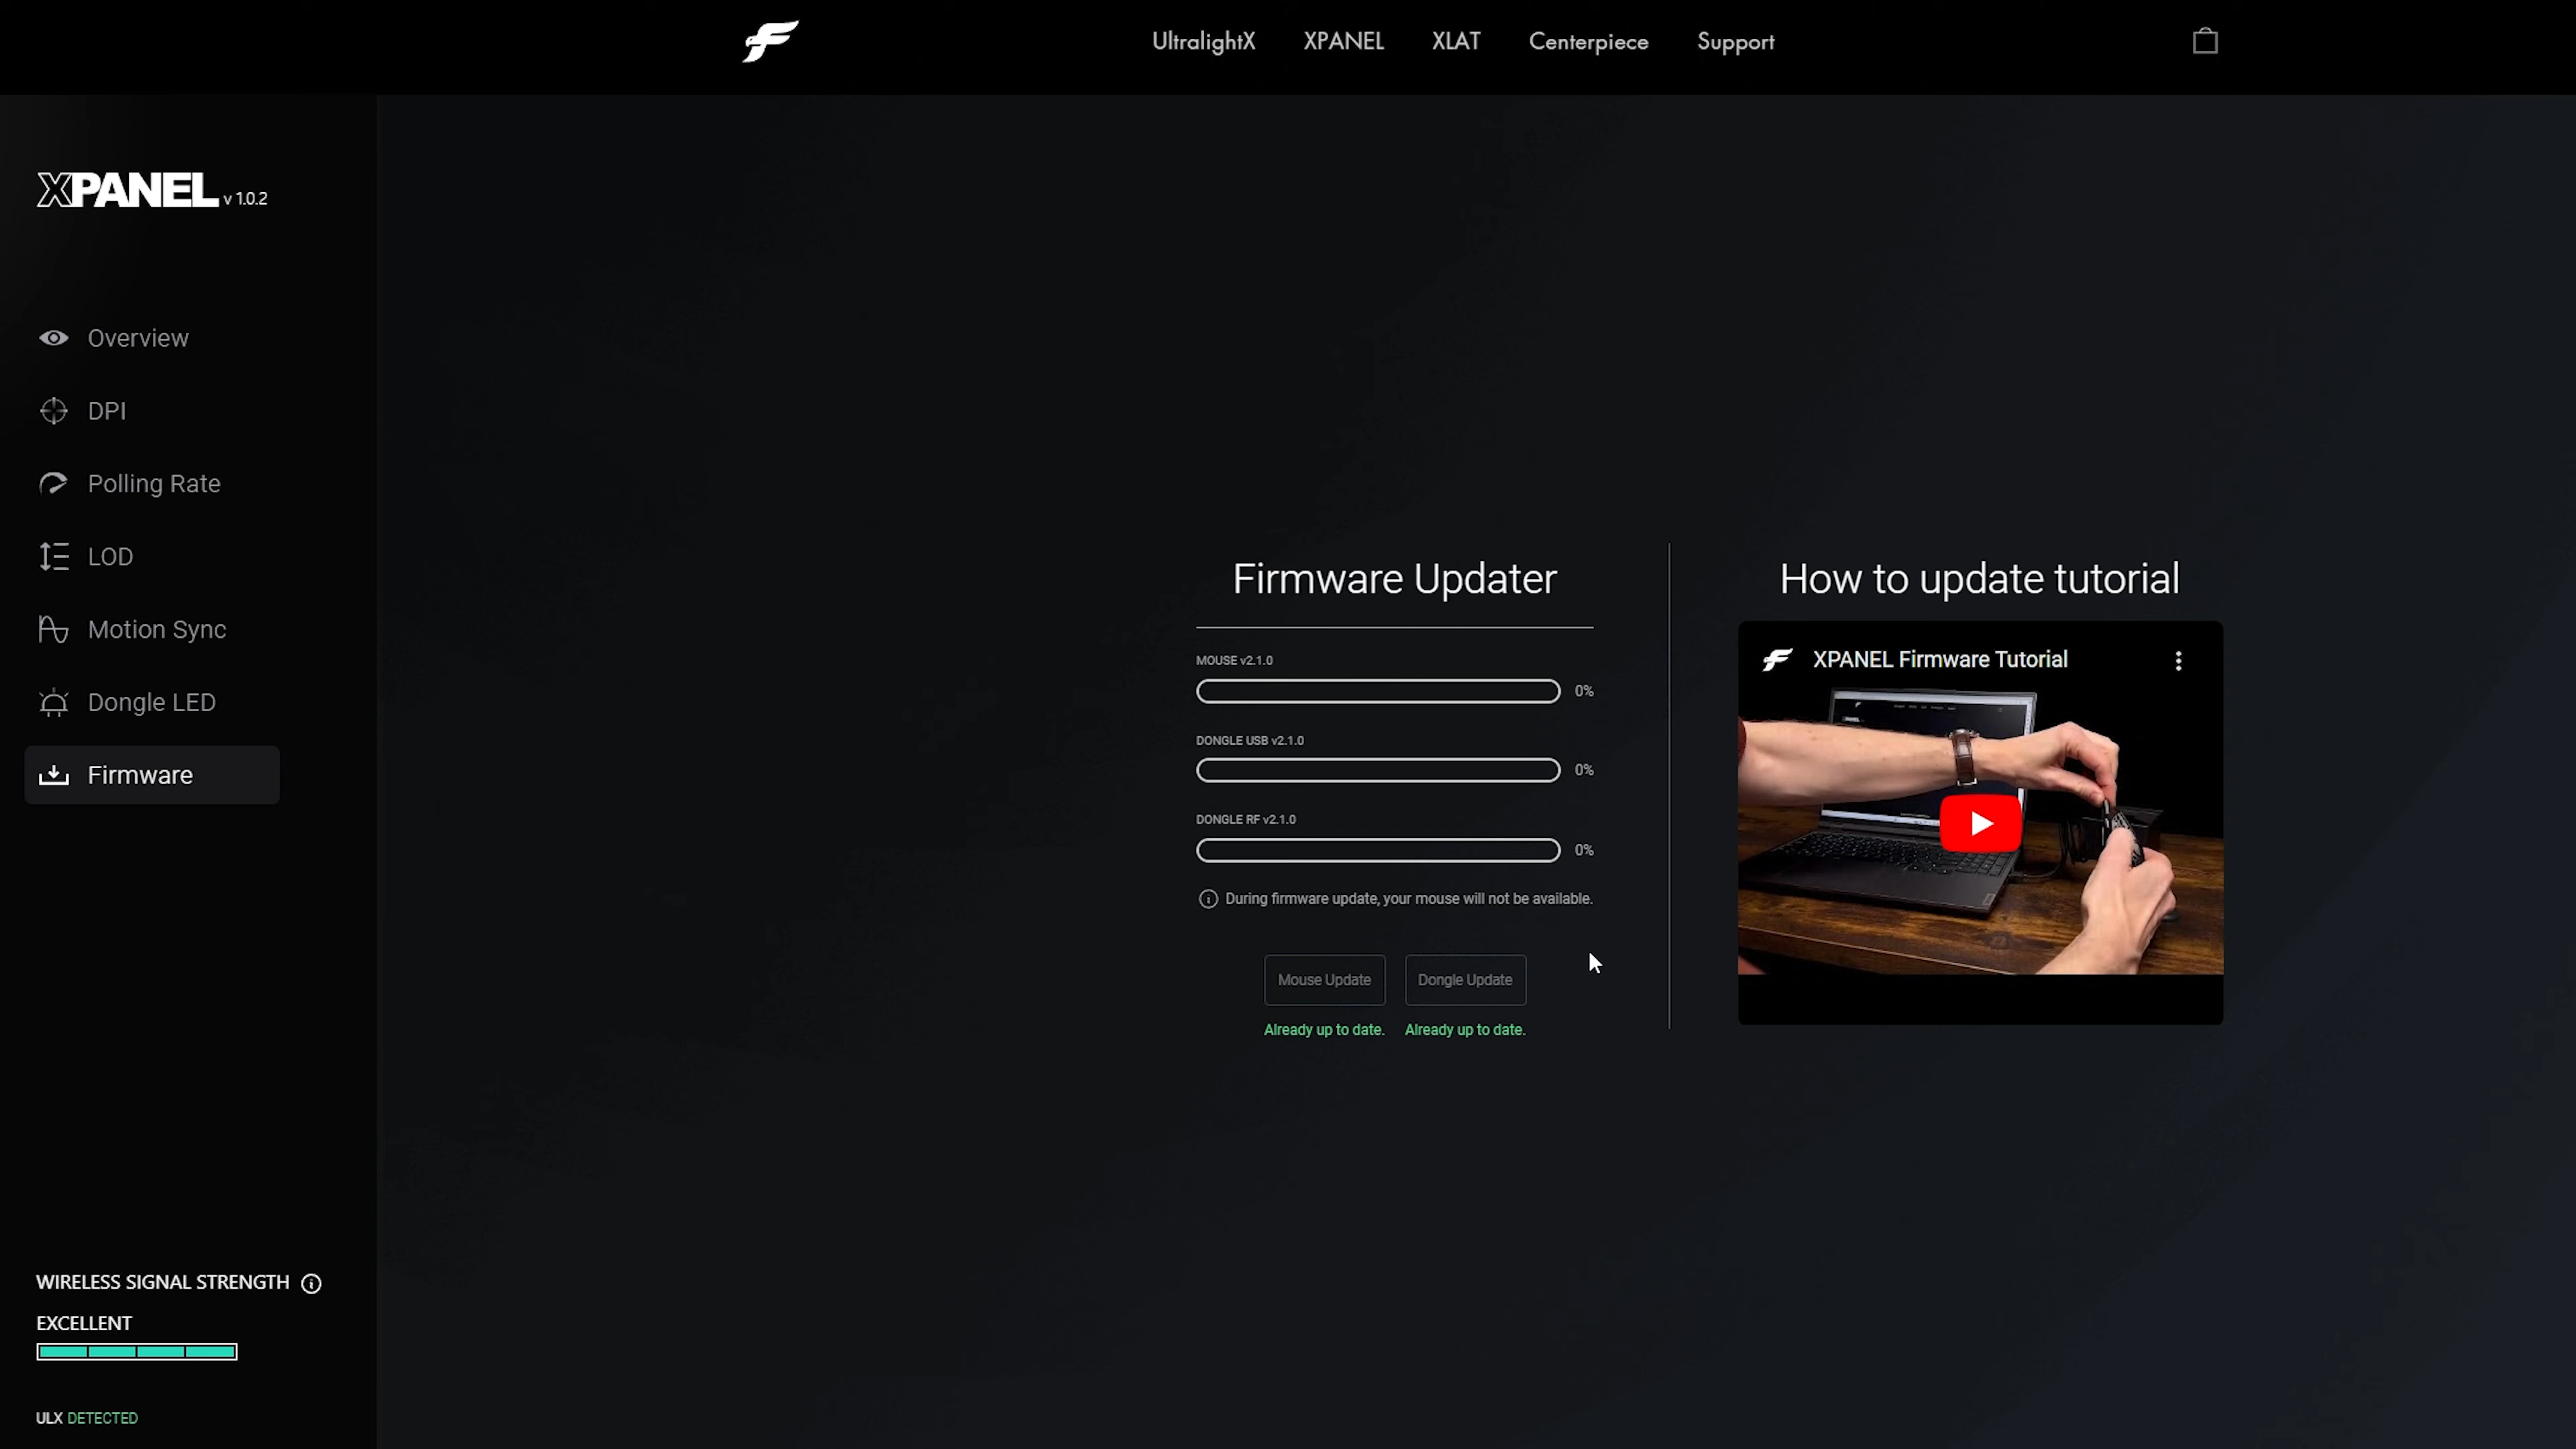 UltralightX XPANEL XLAT Centerpiece Support
XPANEL v 1.0.2
Overview
DPI
Polling Rate
LOD
Motion Sync
Dongle LED
Firmware
WIRELESS SIGNAL STRENGTH
EXCELLENT
ULX DETECTED
Firmware Updater
MOUSE v2.1.0
0%
DONGLE USB v2.1.0
0%
DONGLE RF v2.1.0
0%
During firmware update, your mouse will not be available.
Mouse Update Dongle Update
Already up to date. Already up to date.
How to update tutorial
XPANEL Firmware Tutorial